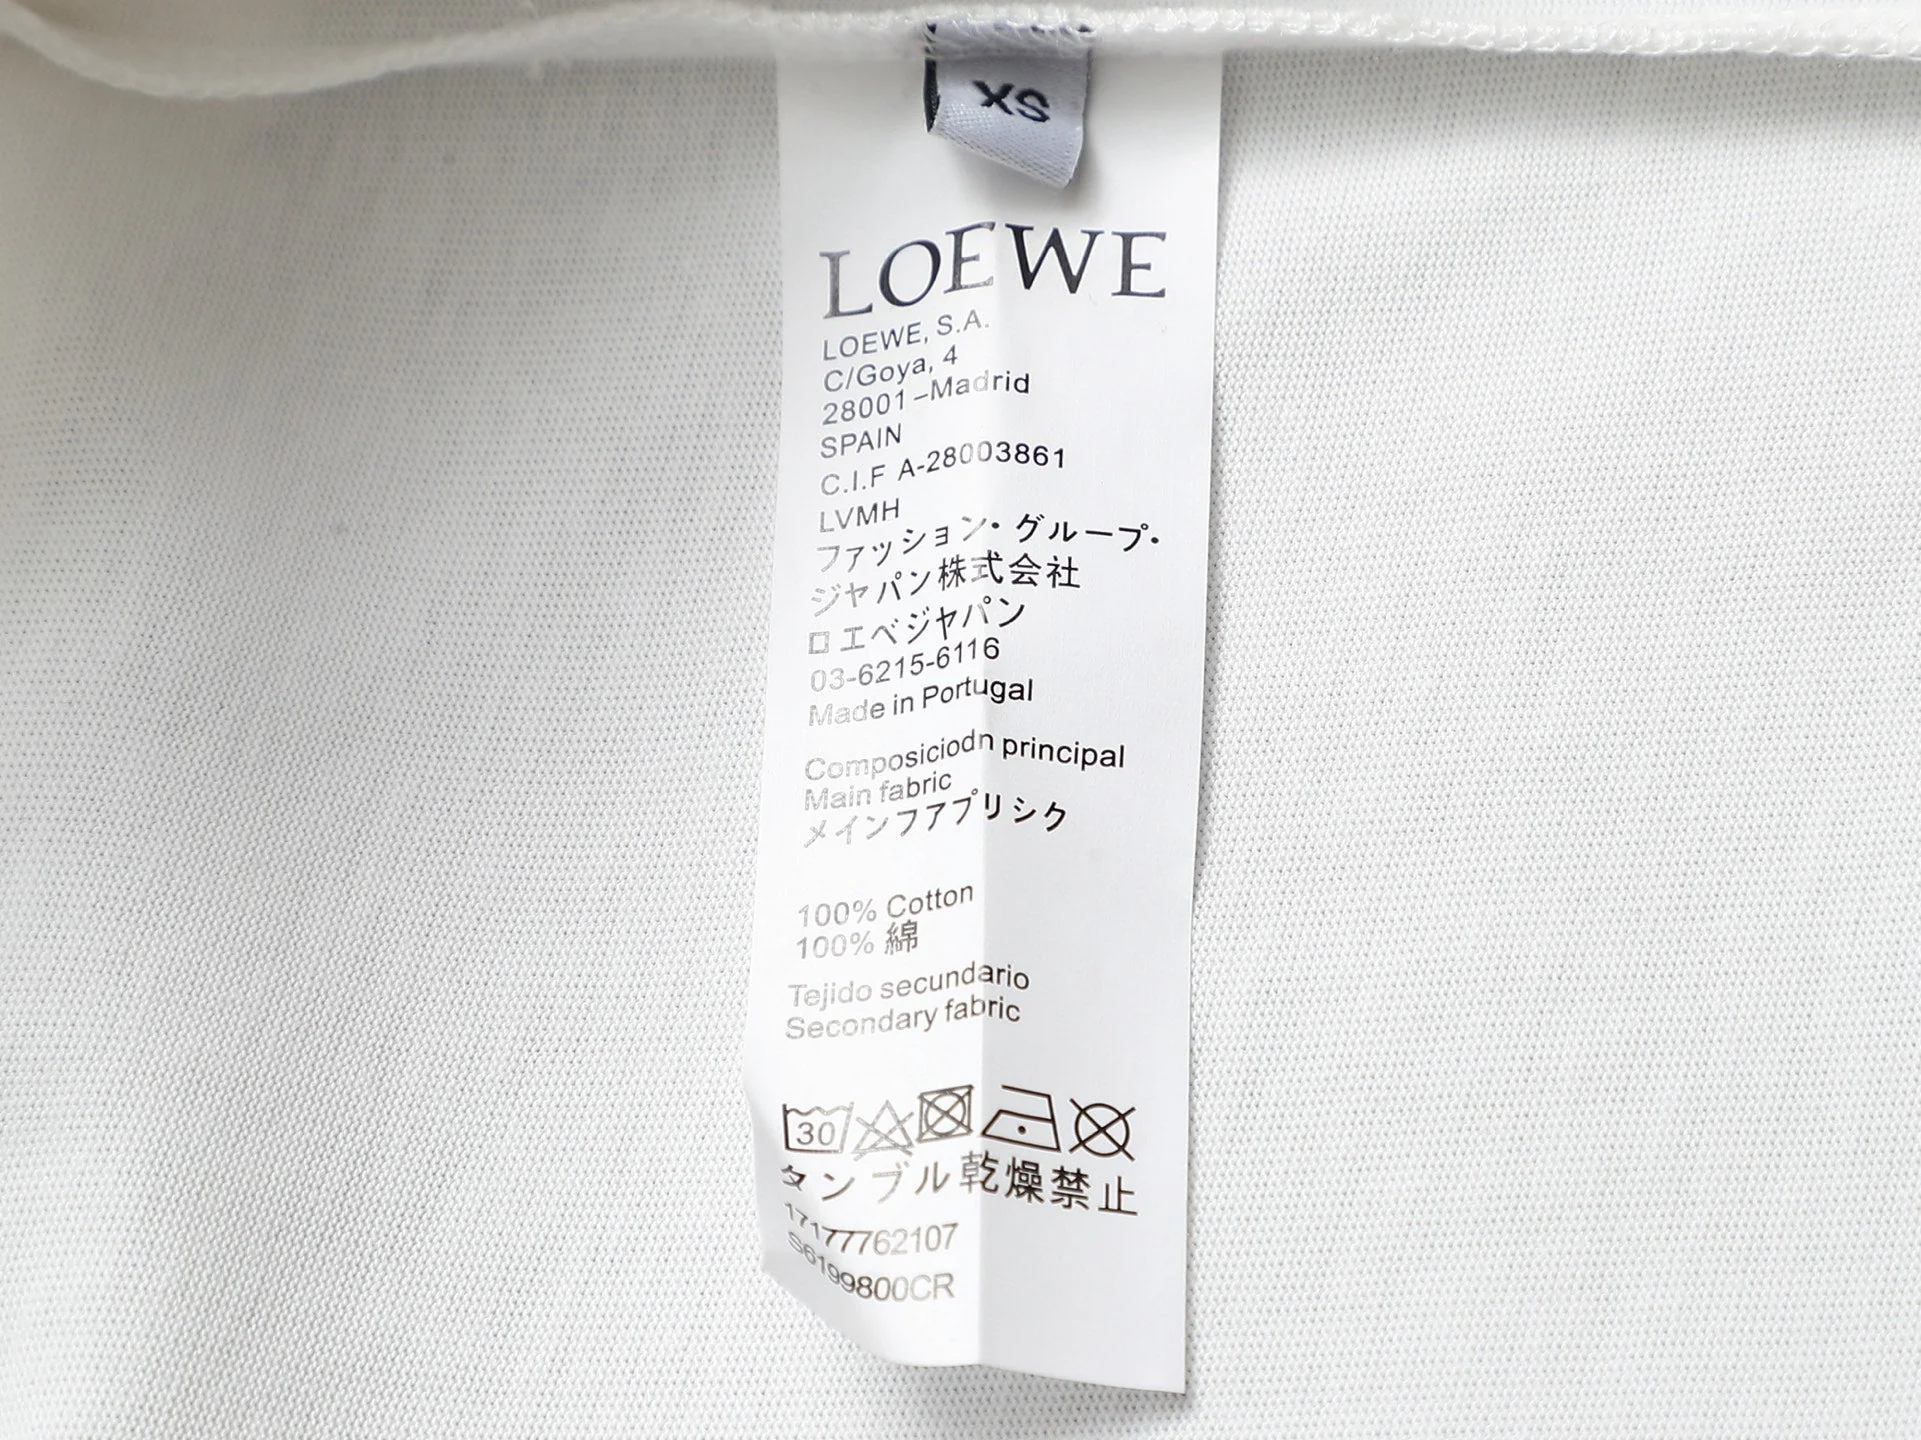 XS
LOEWE
LOEWE, S.A.
C/Goya, 4
28001 –Madrid
SPAIN
C.I.F A-28003861
LVMH
ファッション・グループ・
ジャパン株式会社
ロエベジャパン
03-6215-6116
Made in Portugal
Composiciodn principal
Main fabric
メインフアプリシク
100% Cotton
100% 綿
Tejido secundario
Secondary fabric
30
タンブル乾燥禁止
17177762107
S6199800CR